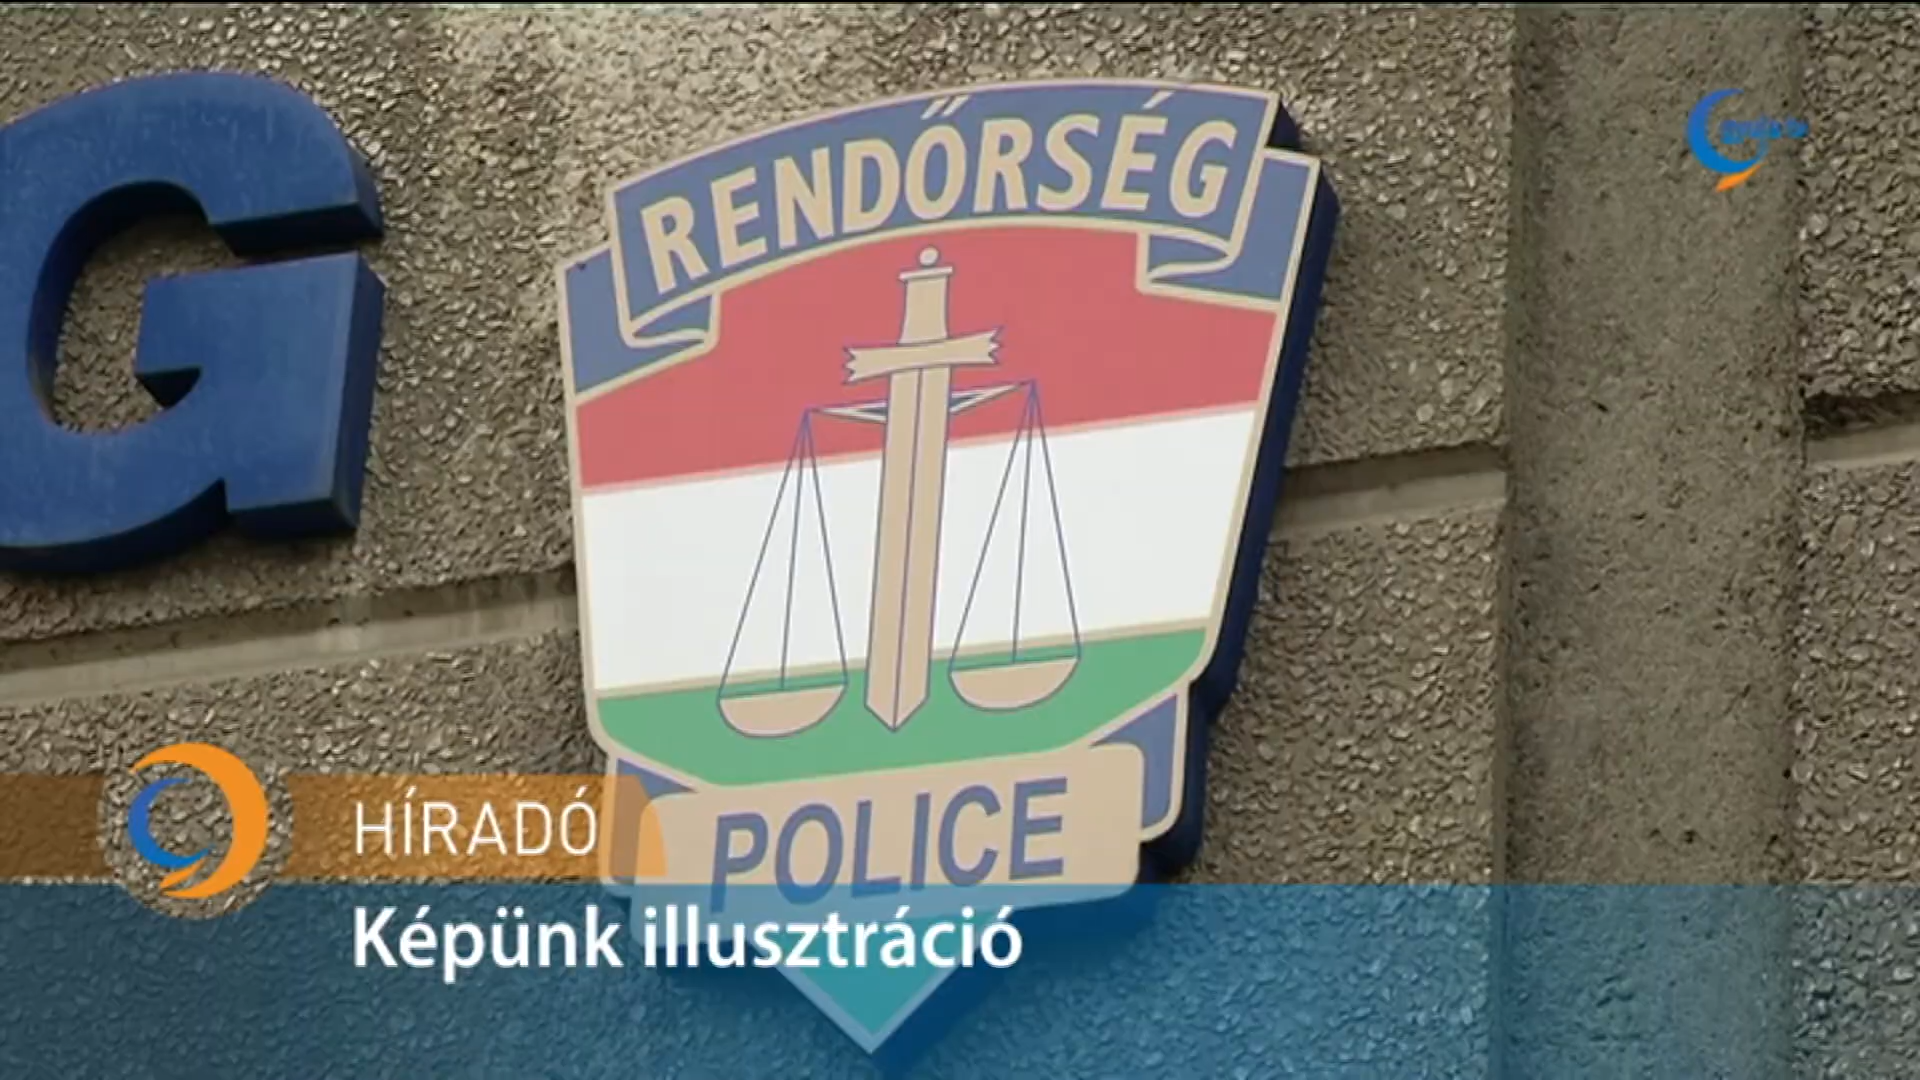 G
RENDŐRSÉG
POLICE
HÍRADÓ
Képünk illusztráció